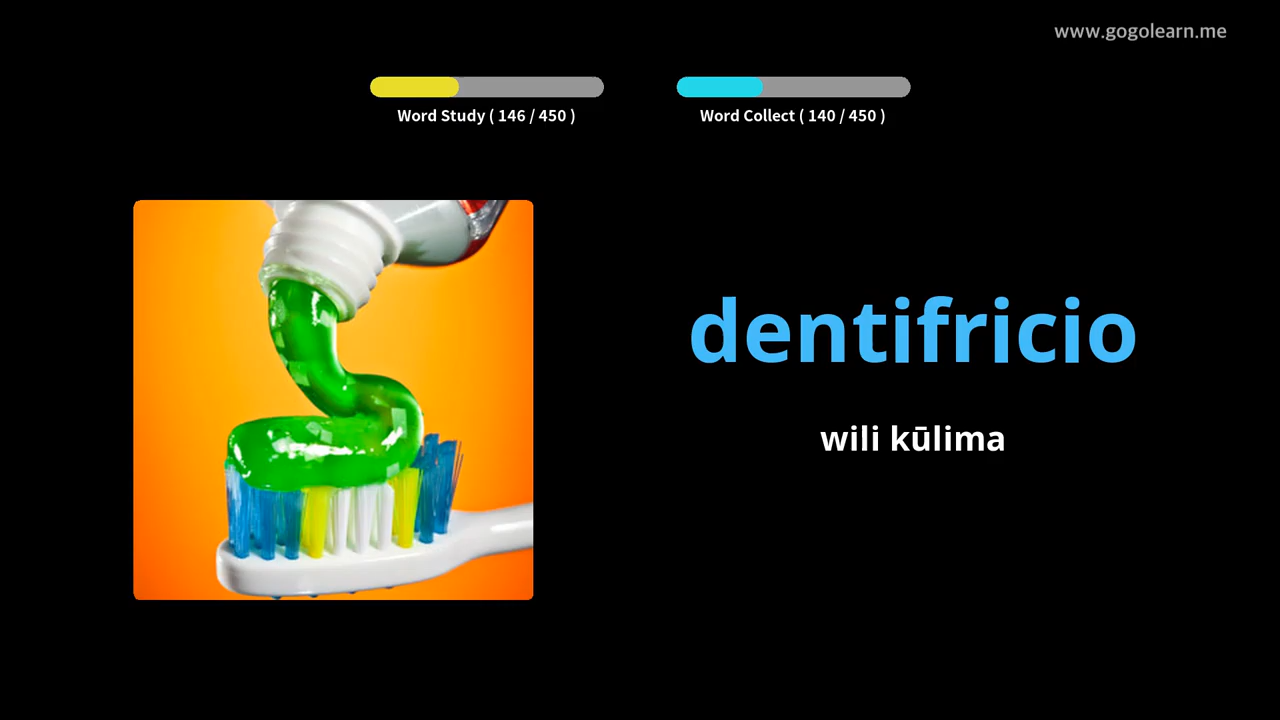 www.gogolearn.me
Word Study ( 146 / 450 )
Word Collect ( 140 / 450 )
dentifricio
wili kūlima